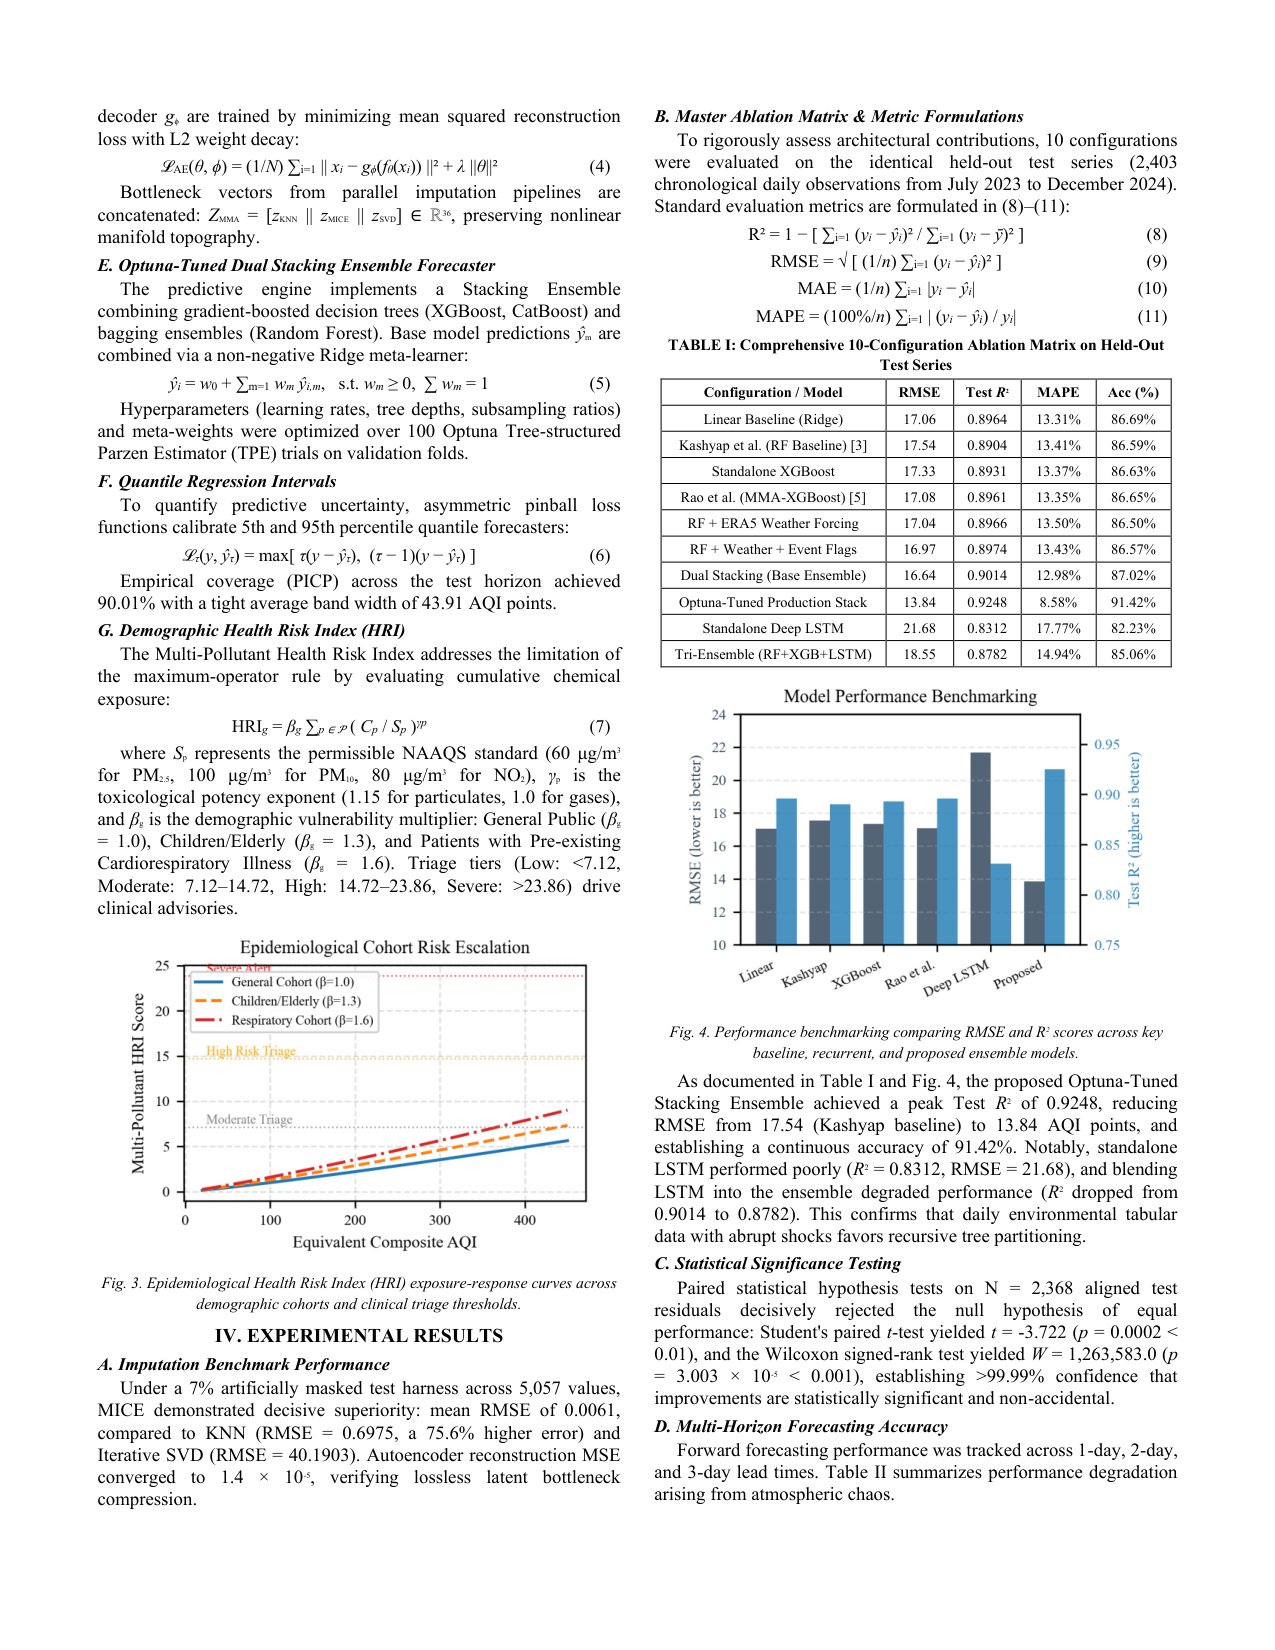 decoder gϕ are trained by minimizing mean squared reconstruction
loss with L2 weight decay:
ℒAE(θ, ϕ) = (1/N) ∑i=1 || xi − gϕ(fθ(xi)) ||² + λ ||θ||² (4)
Bottleneck vectors from parallel imputation pipelines are
concatenated: ZMMA = [zKNN || zMICE || zSVD] ∈ ℝ³⁶, preserving nonlinear
manifold topography.
E. Optuna-Tuned Dual Stacking Ensemble Forecaster
The predictive engine implements a Stacking Ensemble
combining gradient-boosted decision trees (XGBoost, CatBoost) and
bagging ensembles (Random Forest). Base model predictions ŷm are
combined via a non-negative Ridge meta-learner:
ŷi = w0 + ∑m=1 wm ŷi,m, s.t. wm ≥ 0, ∑ wm = 1 (5)
Hyperparameters (learning rates, tree depths, subsampling ratios)
and meta-weights were optimized over 100 Optuna Tree-structured
Parzen Estimator (TPE) trials on validation folds.
F. Quantile Regression Intervals
To quantify predictive uncertainty, asymmetric pinball loss
functions calibrate 5th and 95th percentile quantile forecasters:
ℒτ(y, ŷτ) = max[ τ(y − ŷτ), (τ − 1)(y − ŷτ) ] (6)
Empirical coverage (PICP) across the test horizon achieved
90.01% with a tight average band width of 43.91 AQI points.
G. Demographic Health Risk Index (HRI)
The Multi-Pollutant Health Risk Index addresses the limitation of
the maximum-operator rule by evaluating cumulative chemical
exposure:
HRIg = βg ∑p ∈ 𝒫 ( Cp / Sp )^γp (7)
where Sp represents the permissible NAAQS standard (60 µg/m³
for PM2.5, 100 µg/m³ for PM10, 80 µg/m³ for NO2), γp is the
toxicological potency exponent (1.15 for particulates, 1.0 for gases),
and βg is the demographic vulnerability multiplier: General Public (βg
= 1.0), Children/Elderly (βg = 1.3), and Patients with Pre-existing
Cardiorespiratory Illness (βg = 1.6). Triage tiers (Low: <7.12,
Moderate: 7.12–14.72, High: 14.72–23.86, Severe: >23.86) drive
clinical advisories.
Epidemiological Cohort Risk Escalation
Multi-Pollutant HRI Score
25
20
15
10
5
0
Severe Alert
General Cohort (β=1.0)
Children/Elderly (β=1.3)
Respiratory Cohort (β=1.6)
High Risk Triage
Moderate Triage
0 100 200 300 400
Equivalent Composite AQI
Fig. 3. Epidemiological Health Risk Index (HRI) exposure-response curves across
demographic cohorts and clinical triage thresholds.
IV. EXPERIMENTAL RESULTS
A. Imputation Benchmark Performance
Under a 7% artificially masked test harness across 5,057 values,
MICE demonstrated decisive superiority: mean RMSE of 0.0061,
compared to KNN (RMSE = 0.6975, a 75.6% higher error) and
Iterative SVD (RMSE = 40.1903). Autoencoder reconstruction MSE
converged to 1.4 × 10⁻⁵, verifying lossless latent bottleneck
compression.
B. Master Ablation Matrix & Metric Formulations
To rigorously assess architectural contributions, 10 configurations
were evaluated on the identical held-out test series (2,403
chronological daily observations from July 2023 to December 2024).
Standard evaluation metrics are formulated in (8)–(11):
R² = 1 − [ ∑i=1 (yi − ŷi)² / ∑i=1 (yi − ȳ)² ] (8)
RMSE = √ [ (1/n) ∑i=1 (yi − ŷi)² ] (9)
MAE = (1/n) ∑i=1 |yi − ŷi| (10)
MAPE = (100%/n) ∑i=1 | (yi − ŷi) / yi| (11)
TABLE I: Comprehensive 10-Configuration Ablation Matrix on Held-Out
Test Series
Configuration / Model RMSE Test R² MAPE Acc (%)
Linear Baseline (Ridge) 17.06 0.8964 13.31% 86.69%
Kashyap et al. (RF Baseline) [3] 17.54 0.8904 13.41% 86.59%
Standalone XGBoost 17.33 0.8931 13.37% 86.63%
Rao et al. (MMA-XGBoost) [5] 17.08 0.8961 13.35% 86.65%
RF + ERA5 Weather Forcing 17.04 0.8966 13.50% 86.50%
RF + Weather + Event Flags 16.97 0.8974 13.43% 86.57%
Dual Stacking (Base Ensemble) 16.64 0.9014 12.98% 87.02%
Optuna-Tuned Production Stack 13.84 0.9248 8.58% 91.42%
Standalone Deep LSTM 21.68 0.8312 17.77% 82.23%
Tri-Ensemble (RF+XGB+LSTM) 18.55 0.8782 14.94% 85.06%
Model Performance Benchmarking
RMSE (lower is better)
24
22
20
18
16
14
12
10
0.95
0.90
0.85
0.80
0.75
Test R² (higher is better)
Linear Kashyap XGBoost Rao et al. Deep LSTM Proposed
Fig. 4. Performance benchmarking comparing RMSE and R² scores across key
baseline, recurrent, and proposed ensemble models.
As documented in Table I and Fig. 4, the proposed Optuna-Tuned
Stacking Ensemble achieved a peak Test R² of 0.9248, reducing
RMSE from 17.54 (Kashyap baseline) to 13.84 AQI points, and
establishing a continuous accuracy of 91.42%. Notably, standalone
LSTM performed poorly (R² = 0.8312, RMSE = 21.68), and blending
LSTM into the ensemble degraded performance (R² dropped from
0.9014 to 0.8782). This confirms that daily environmental tabular
data with abrupt shocks favors recursive tree partitioning.
C. Statistical Significance Testing
Paired statistical hypothesis tests on N = 2,368 aligned test
residuals decisively rejected the null hypothesis of equal
performance: Student's paired t-test yielded t = -3.722 (p = 0.0002 <
0.01), and the Wilcoxon signed-rank test yielded W = 1,263,583.0 (p
= 3.003 × 10⁻⁵ < 0.001), establishing >99.99% confidence that
improvements are statistically significant and non-accidental.
D. Multi-Horizon Forecasting Accuracy
Forward forecasting performance was tracked across 1-day, 2-day,
and 3-day lead times. Table II summarizes performance degradation
arising from atmospheric chaos.